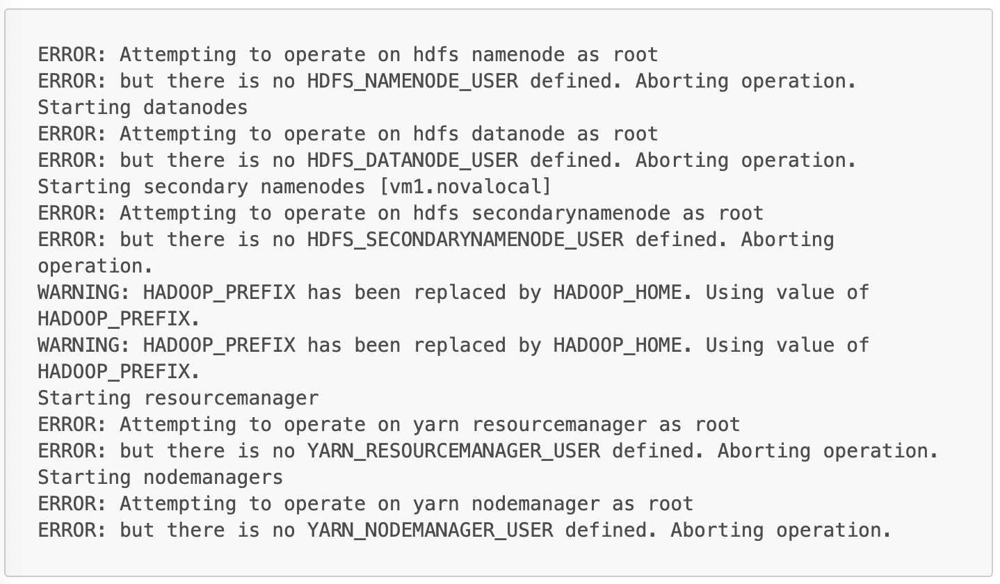 ERROR: Attempting to operate on hdfs namenode as root
ERROR: but there is no HDFS_NAMENODE_USER defined. Aborting operation.
Starting datanodes
ERROR: Attempting to operate on hdfs datanode as root
ERROR: but there is no HDFS_DATANODE_USER defined. Aborting operation.
Starting secondary namenodes [vm1.novalocal]
ERROR: Attempting to operate on hdfs secondarynamenode as root
ERROR: but there is no HDFS_SECONDARYNAMENODE_USER defined. Aborting
operation.
WARNING: HADOOP_PREFIX has been replaced by HADOOP_HOME. Using value of
HADOOP_PREFIX.
WARNING: HADOOP_PREFIX has been replaced by HADOOP_HOME. Using value of
HADOOP_PREFIX.
Starting resourcemanager
ERROR: Attempting to operate on yarn resourcemanager as root
ERROR: but there is no YARN_RESOURCEMANAGER_USER defined. Aborting operation.
Starting nodemanagers
ERROR: Attempting to operate on yarn nodemanager as root
ERROR: but there is no YARN_NODEMANAGER_USER defined. Aborting operation.